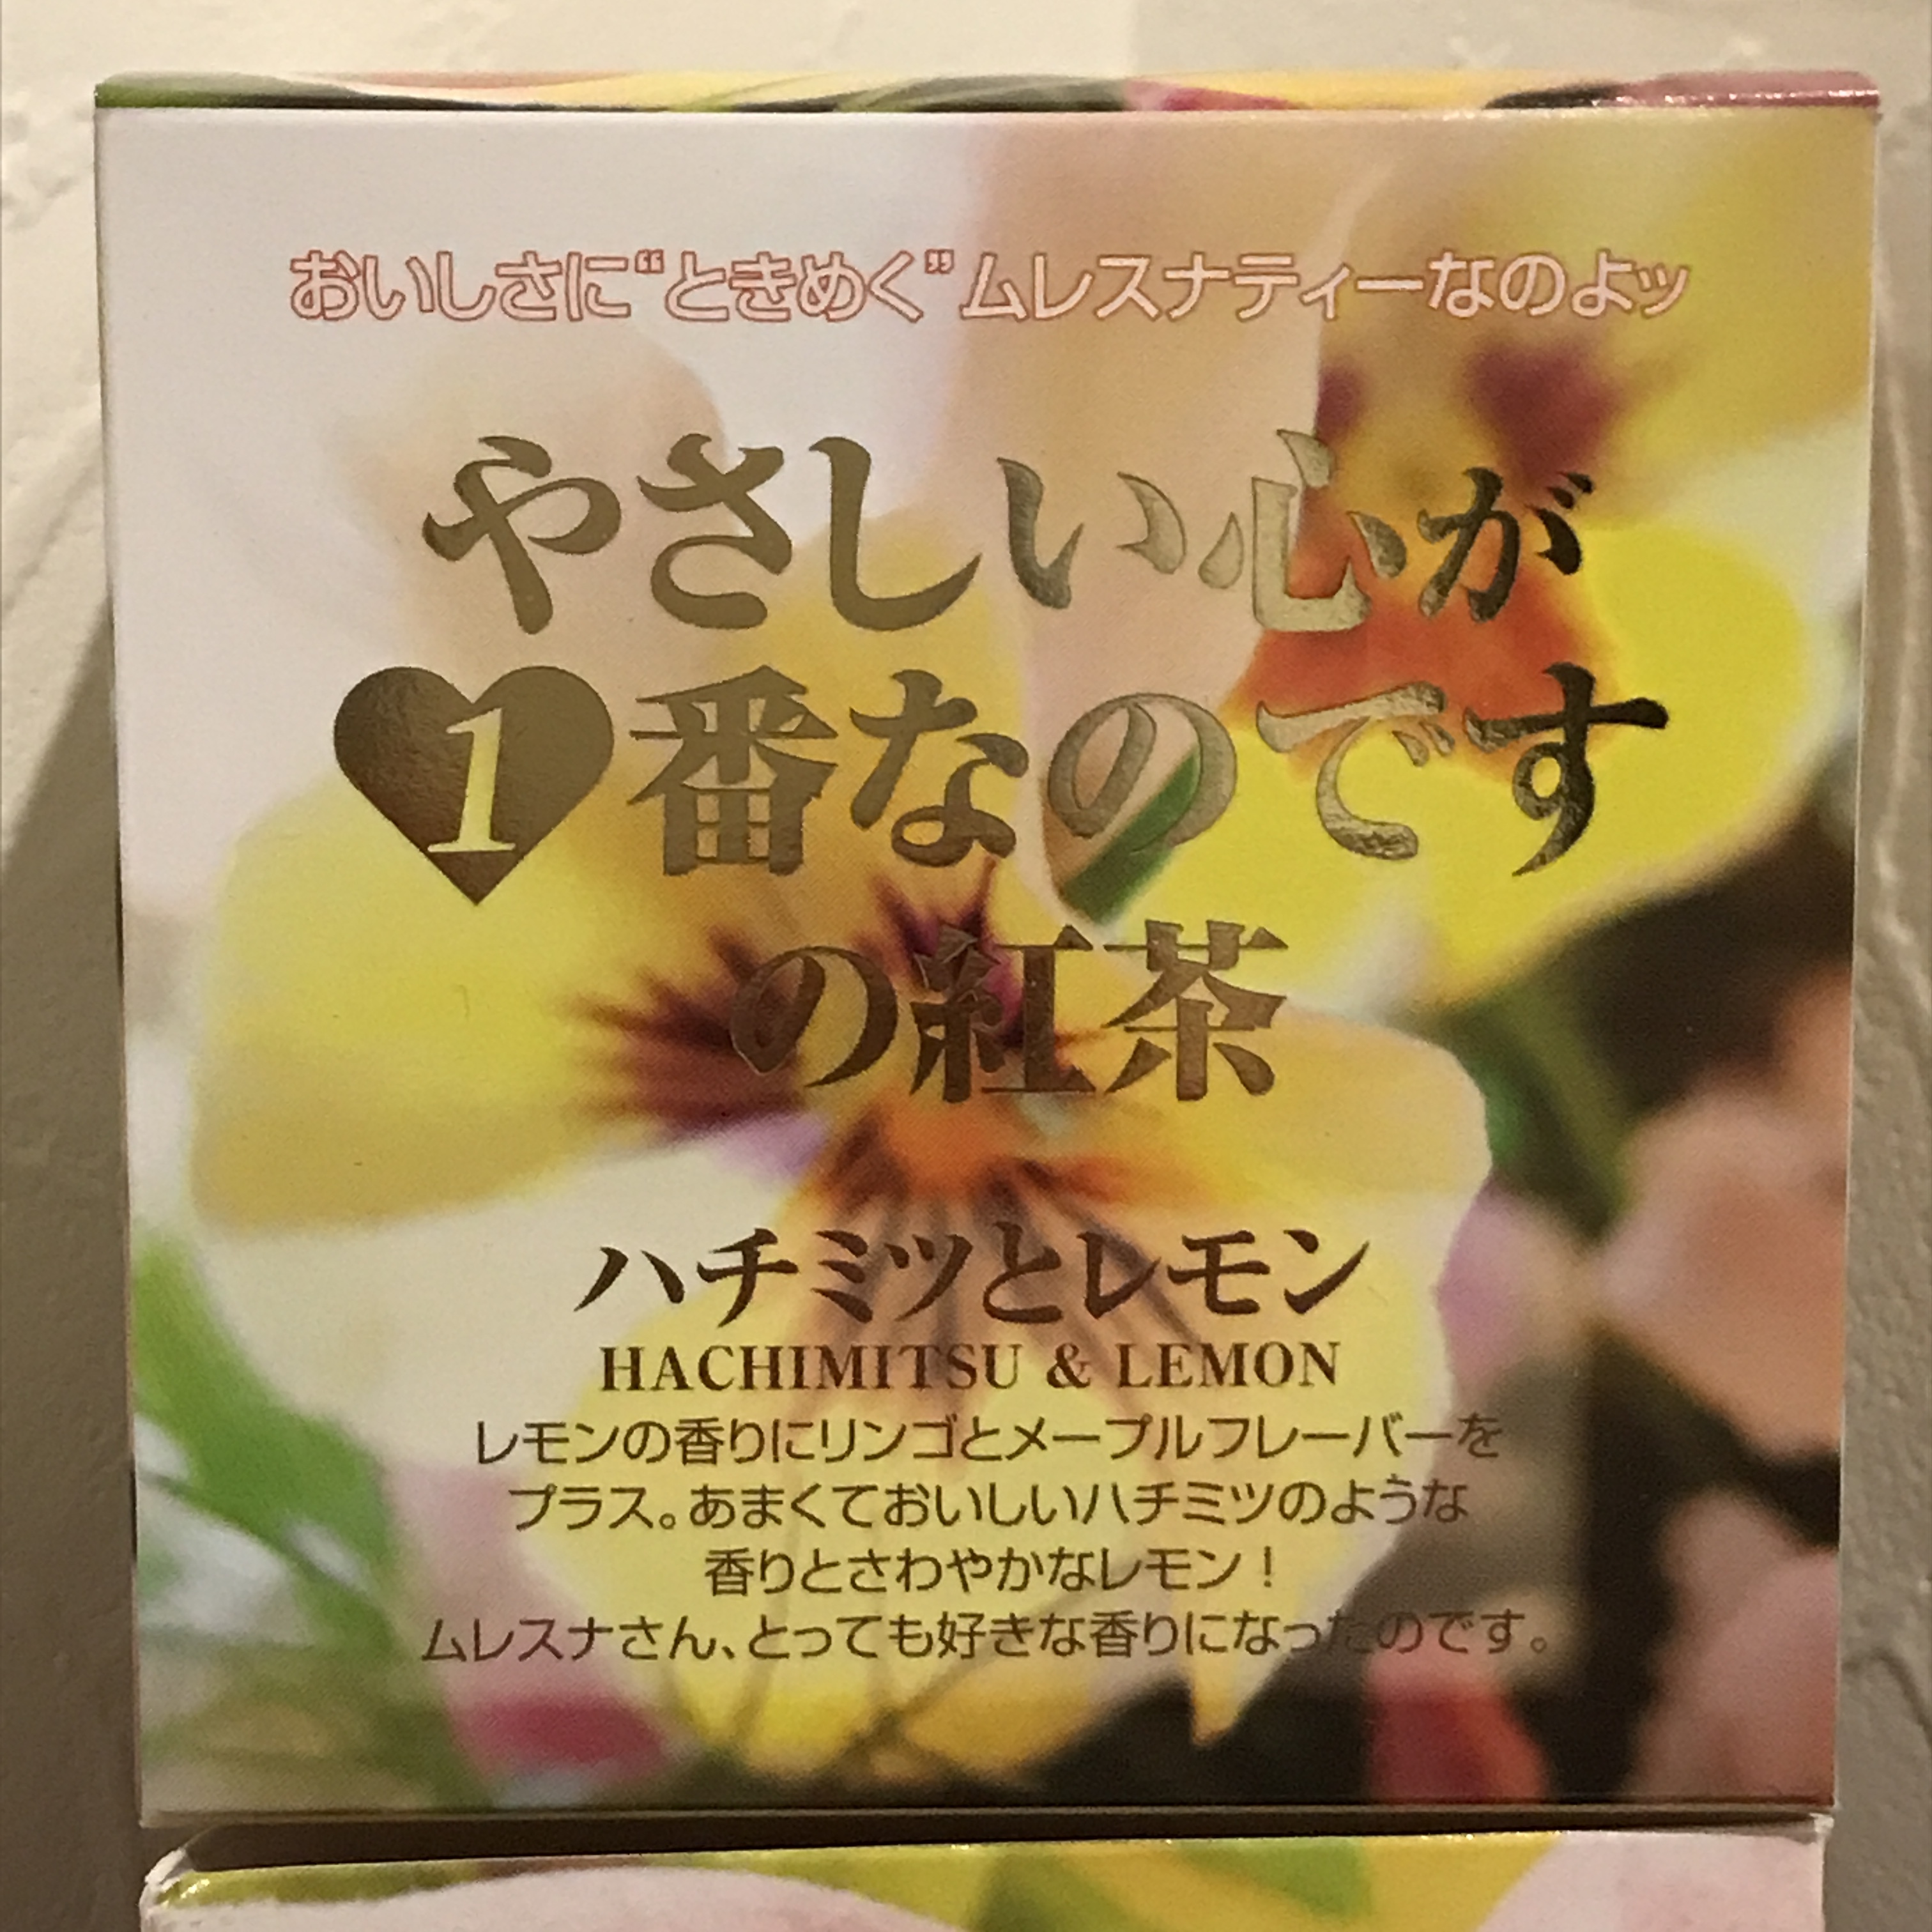 おいしさに“ときめく”ムレスナティーなのよッ
やさしい心が
1番なのです
の紅茶
ハチミツとレモン
HACHIMITSU & LEMON
レモンの香りにリンゴとメープルフレーバーを
プラス。あまくておいしいハチミツのような
香りとさわやかなレモン！
ムレスナさん、とっても好きな香りになったのです。